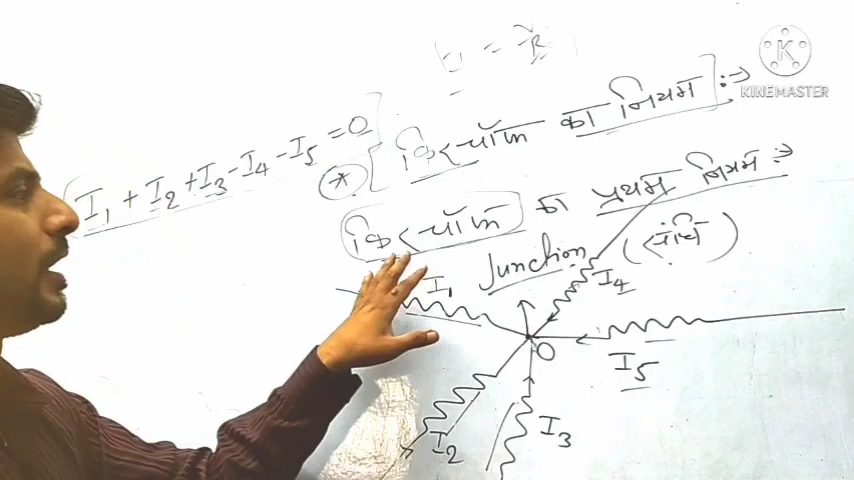 KINEMASTER
I₁ + I₂ + I₃ - I₄ - I₅ = 0
* किरचॉफ का नियम :→
किरचॉफ का प्रथम नियम :→
Junction (संधि)
I₁
I₄
O
I₅
I₂
I₃